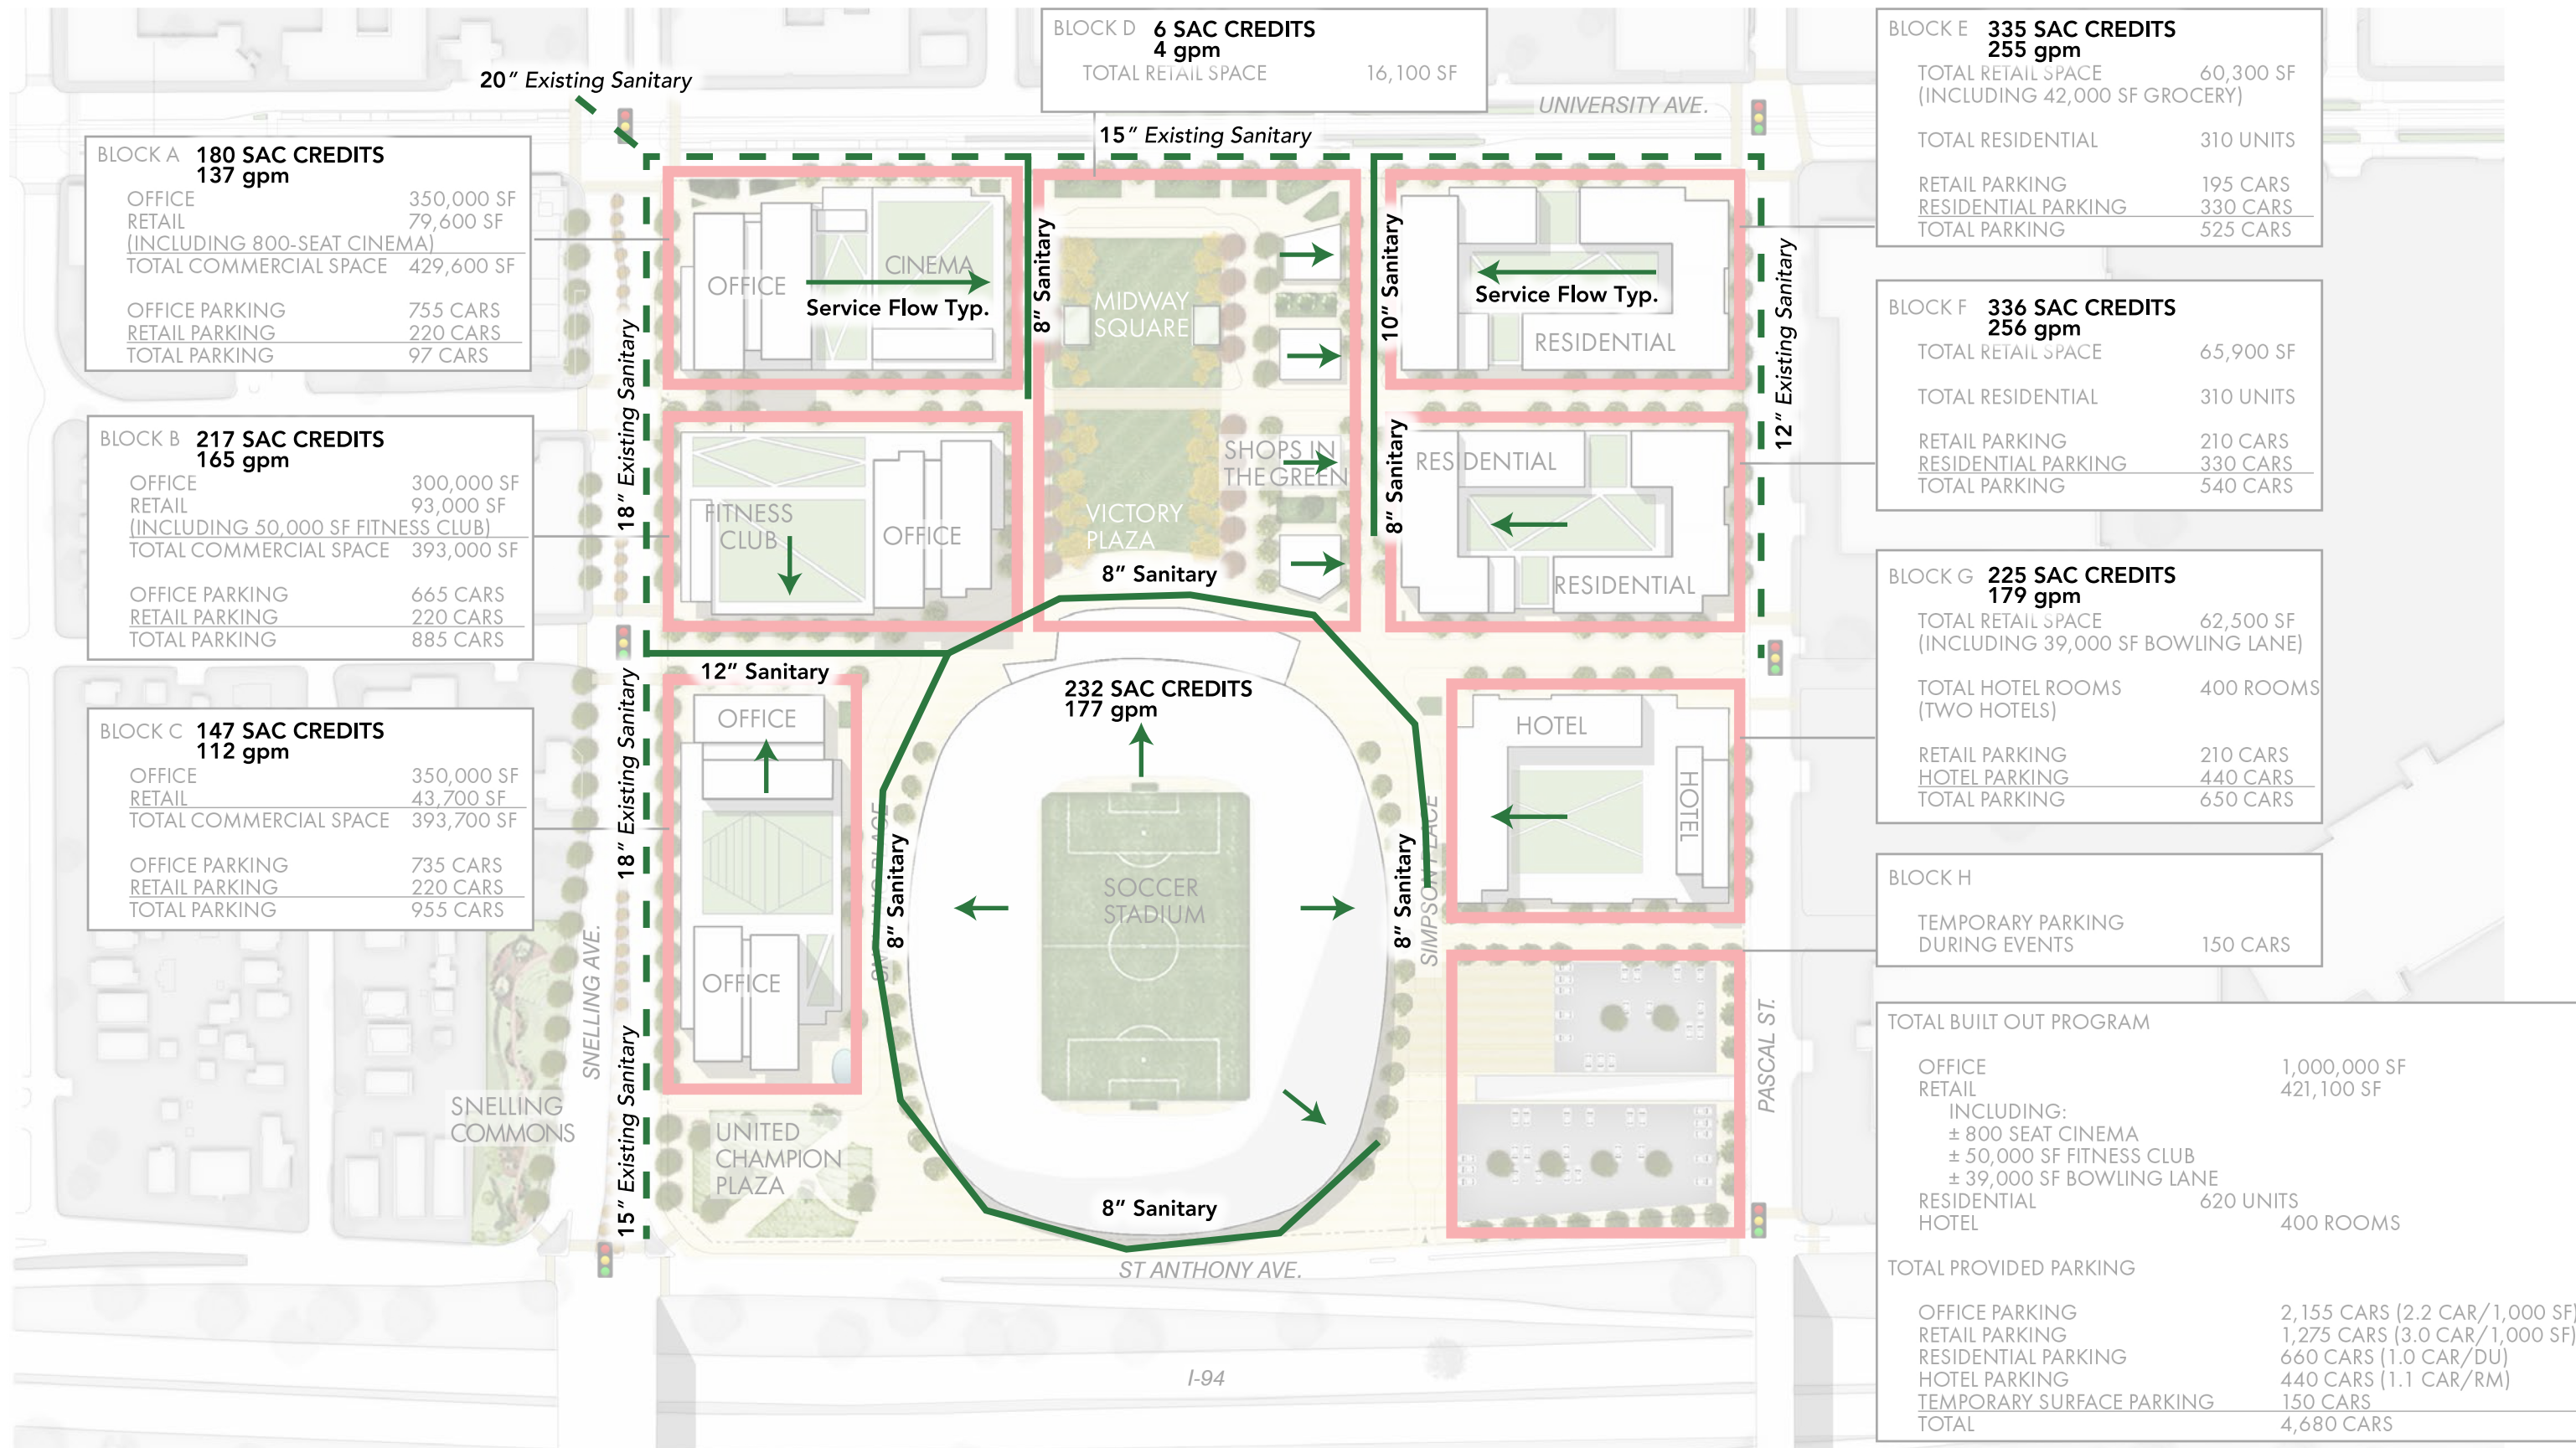 BLOCK D 6 SAC CREDITS
4 gpm
TOTAL RETAIL SPACE 16,100 SF
BLOCK E 335 SAC CREDITS
255 gpm
TOTAL RETAIL SPACE 60,300 SF
(INCLUDING 42,000 SF GROCERY)
TOTAL RESIDENTIAL 310 UNITS
RETAIL PARKING 195 CARS
RESIDENTIAL PARKING 330 CARS
TOTAL PARKING 525 CARS
20" Existing Sanitary
UNIVERSITY AVE.
15" Existing Sanitary
BLOCK A 180 SAC CREDITS
137 gpm
OFFICE 350,000 SF
RETAIL 79,600 SF
(INCLUDING 800-SEAT CINEMA)
TOTAL COMMERCIAL SPACE 429,600 SF
OFFICE PARKING 755 CARS
RETAIL PARKING 220 CARS
TOTAL PARKING 97 CARS
OFFICE
CINEMA
Service Flow Typ.
8" Sanitary
MIDWAY
SQUARE
10" Sanitary
Service Flow Typ.
RESIDENTIAL
12" Existing Sanitary
18" Existing Sanitary
BLOCK F 336 SAC CREDITS
256 gpm
TOTAL RETAIL SPACE 65,900 SF
TOTAL RESIDENTIAL 310 UNITS
RETAIL PARKING 210 CARS
RESIDENTIAL PARKING 330 CARS
TOTAL PARKING 540 CARS
BLOCK B 217 SAC CREDITS
165 gpm
OFFICE 300,000 SF
RETAIL 93,000 SF
(INCLUDING 50,000 SF FITNESS CLUB)
TOTAL COMMERCIAL SPACE 393,000 SF
OFFICE PARKING 665 CARS
RETAIL PARKING 220 CARS
TOTAL PARKING 885 CARS
FITNESS
CLUB
OFFICE
SHOPS IN
THE GREEN
VICTORY
PLAZA
8" Sanitary
8" Sanitary
RESIDENTIAL
RESIDENTIAL
BLOCK G 225 SAC CREDITS
179 gpm
TOTAL RETAIL SPACE 62,500 SF
(INCLUDING 39,000 SF BOWLING LANE)
TOTAL HOTEL ROOMS 400 ROOMS
(TWO HOTELS)
RETAIL PARKING 210 CARS
HOTEL PARKING 440 CARS
TOTAL PARKING 650 CARS
12" Sanitary
18" Existing Sanitary
BLOCK C 147 SAC CREDITS
112 gpm
OFFICE 350,000 SF
RETAIL 43,700 SF
TOTAL COMMERCIAL SPACE 393,700 SF
OFFICE PARKING 735 CARS
RETAIL PARKING 220 CARS
TOTAL PARKING 955 CARS
OFFICE
232 SAC CREDITS
177 gpm
HOTEL
HOTEL
8" Sanitary
SOCCER
STADIUM
8" Sanitary
SIMPSON PLACE
BLOCK H
TEMPORARY PARKING
DURING EVENTS 150 CARS
OFFICE
SNELLING AVE.
15" Existing Sanitary
PASCAL ST.
SNELLING
COMMONS
UNITED
CHAMPION
PLAZA
8" Sanitary
ST ANTHONY AVE.
I-94
TOTAL BUILT OUT PROGRAM
OFFICE 1,000,000 SF
RETAIL 421,100 SF
INCLUDING:
± 800 SEAT CINEMA
± 50,000 SF FITNESS CLUB
± 39,000 SF BOWLING LANE
RESIDENTIAL 620 UNITS
HOTEL 400 ROOMS
TOTAL PROVIDED PARKING
OFFICE PARKING 2,155 CARS (2.2 CAR/1,000 SF)
RETAIL PARKING 1,275 CARS (3.0 CAR/1,000 SF)
RESIDENTIAL PARKING 660 CARS (1.0 CAR/DU)
HOTEL PARKING 440 CARS (1.1 CAR/RM)
TEMPORARY SURFACE PARKING 150 CARS
TOTAL 4,680 CARS